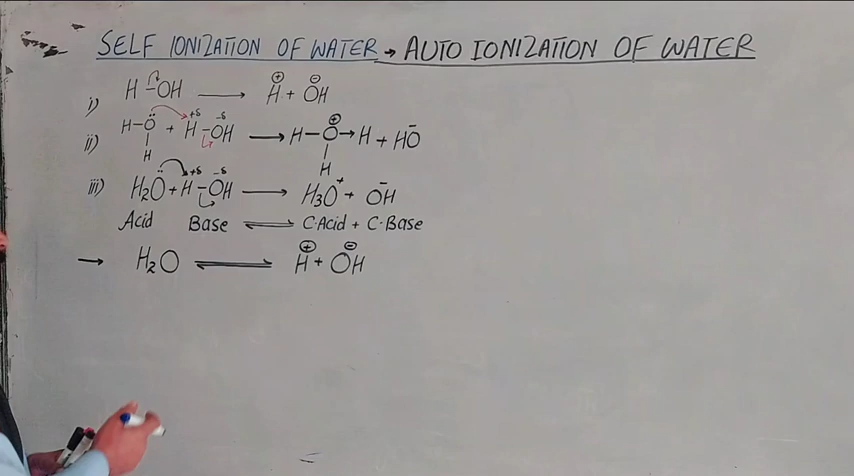 SELF IONIZATION OF WATER → AUTO IONIZATION OF WATER
i) H–OH → H⊕ + OH⊖
ii) H–Ö–H + H(+δ)–OH(-δ) → H–O⊕(H)→H + HO⁻
iii) H₂Ö + H(+δ)–OH(-δ) → H₃O⁺ + OH⁻
Acid Base ⇌ C·Acid + C·Base
→ H₂O ⇌ H⊕ + OH⊖